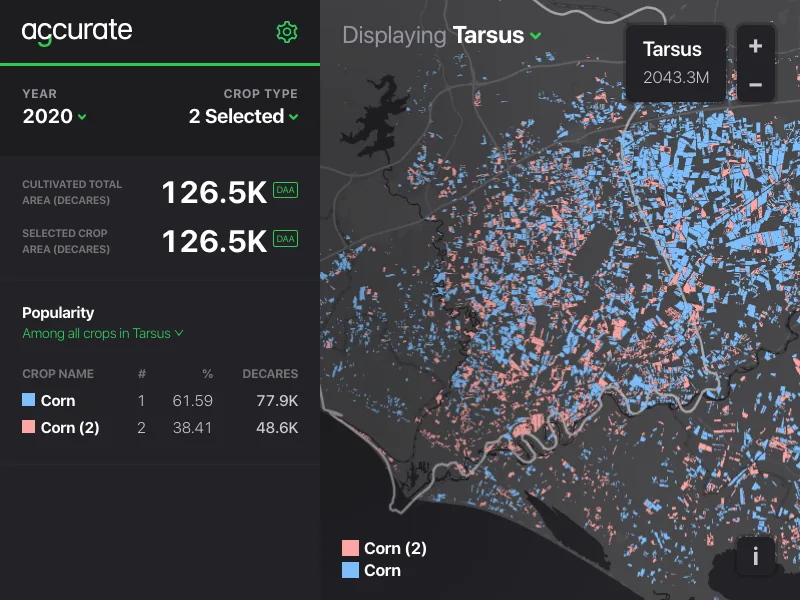 agcurate
YEAR
2020
CROP TYPE
2 Selected
CULTIVATED TOTAL
AREA (DECARES)
126.5K DAA
SELECTED CROP
AREA (DECARES)
126.5K DAA
Popularity
Among all crops in Tarsus
CROP NAME # % DECARES
Corn 1 61.59 77.9K
Corn (2) 2 38.41 48.6K
Displaying Tarsus
Tarsus
2043.3M
+
−
Corn (2)
Corn
i